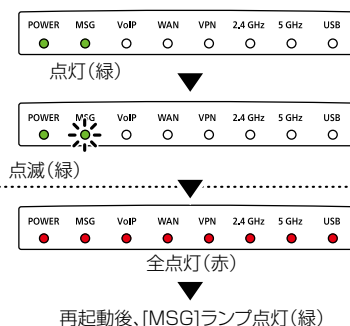 POWER MSG VoIP WAN VPN 2.4 GHz 5 GHz USB
点灯（緑）
POWER MSG VoIP WAN VPN 2.4 GHz 5 GHz USB
点滅（緑）
POWER MSG VoIP WAN VPN 2.4 GHz 5 GHz USB
全点灯（赤）
再起動後、[MSG]ランプ点灯（緑）